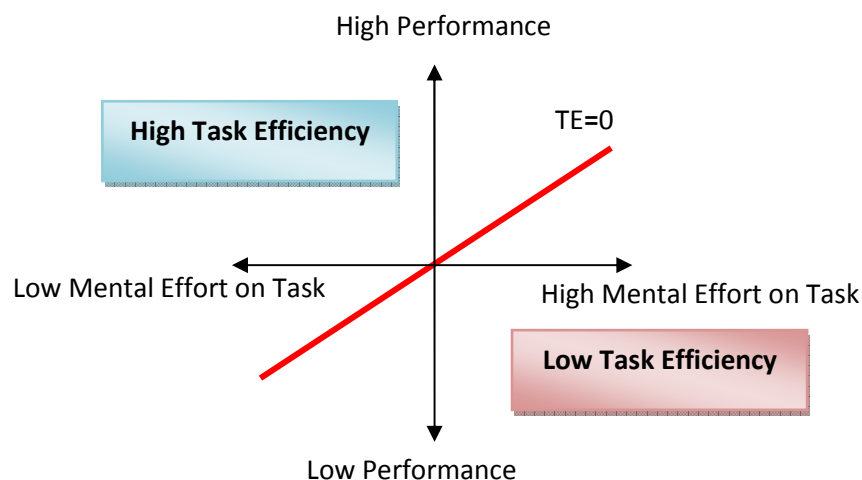 High Performance
TE=0
High Task Efficiency
Low Mental Effort on Task
High Mental Effort on Task
Low Task Efficiency
Low Performance